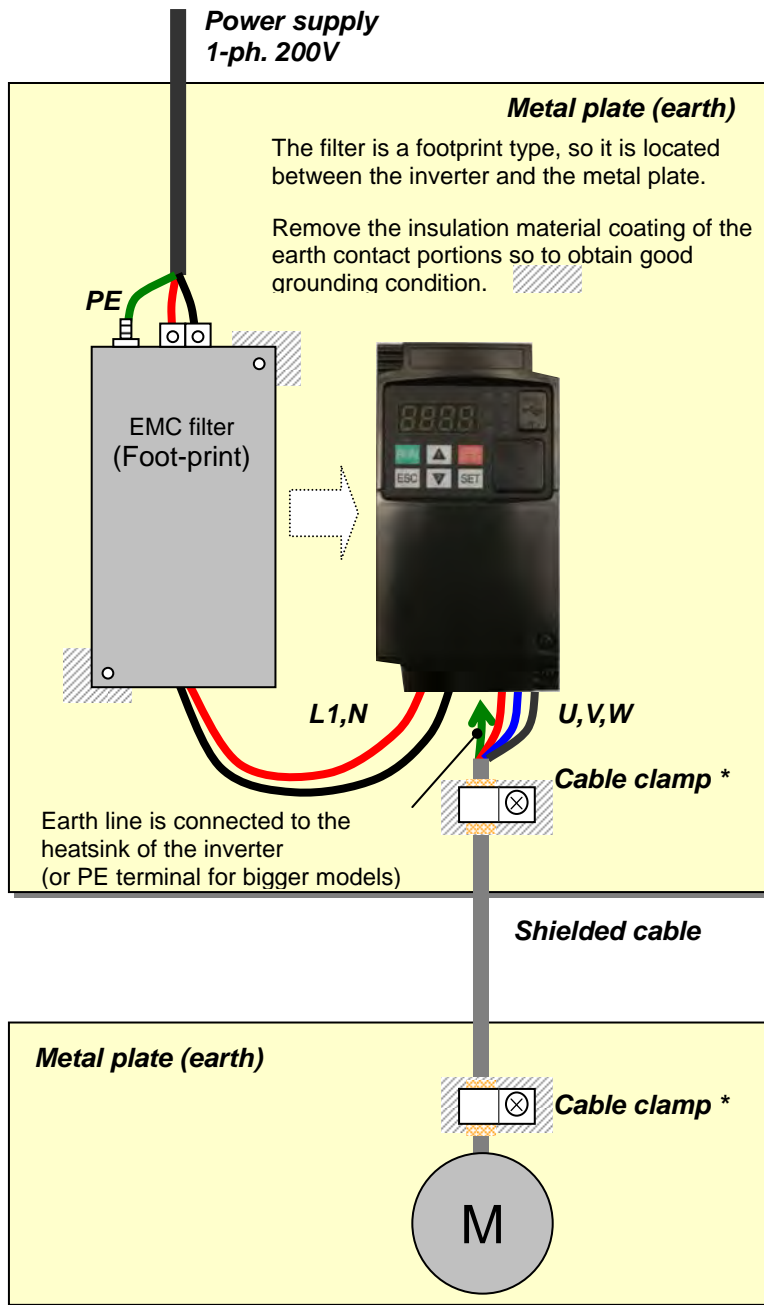 Power supply
1-ph. 200V
Metal plate (earth)
The filter is a footprint type, so it is located
between the inverter and the metal plate.
Remove the insulation material coating of the
earth contact portions so to obtain good
grounding condition.
PE
EMC filter
(Foot-print)
8888
RUN
ESC
SET
L1,N
U,V,W
Cable clamp *
Earth line is connected to the
heatsink of the inverter
(or PE terminal for bigger models)
Shielded cable
Metal plate (earth)
Cable clamp *
M